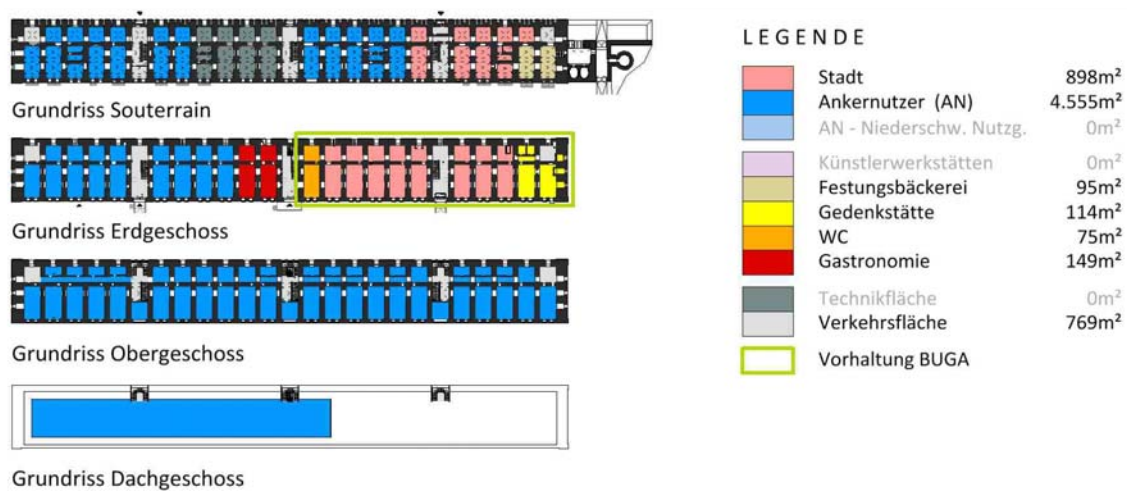 Grundriss Souterrain
Grundriss Erdgeschoss
Grundriss Obergeschoss
Grundriss Dachgeschoss
LEGENDE
Stadt 898m²
Ankernutzer (AN) 4.555m²
AN - Niederschw. Nutzg. 0m²
Künstlerwerkstätten 0m²
Festungsbäckerei 95m²
Gedenkstätte 114m²
WC 75m²
Gastronomie 149m²
Technikfläche 0m²
Verkehrsfläche 769m²
Vorhaltung BUGA